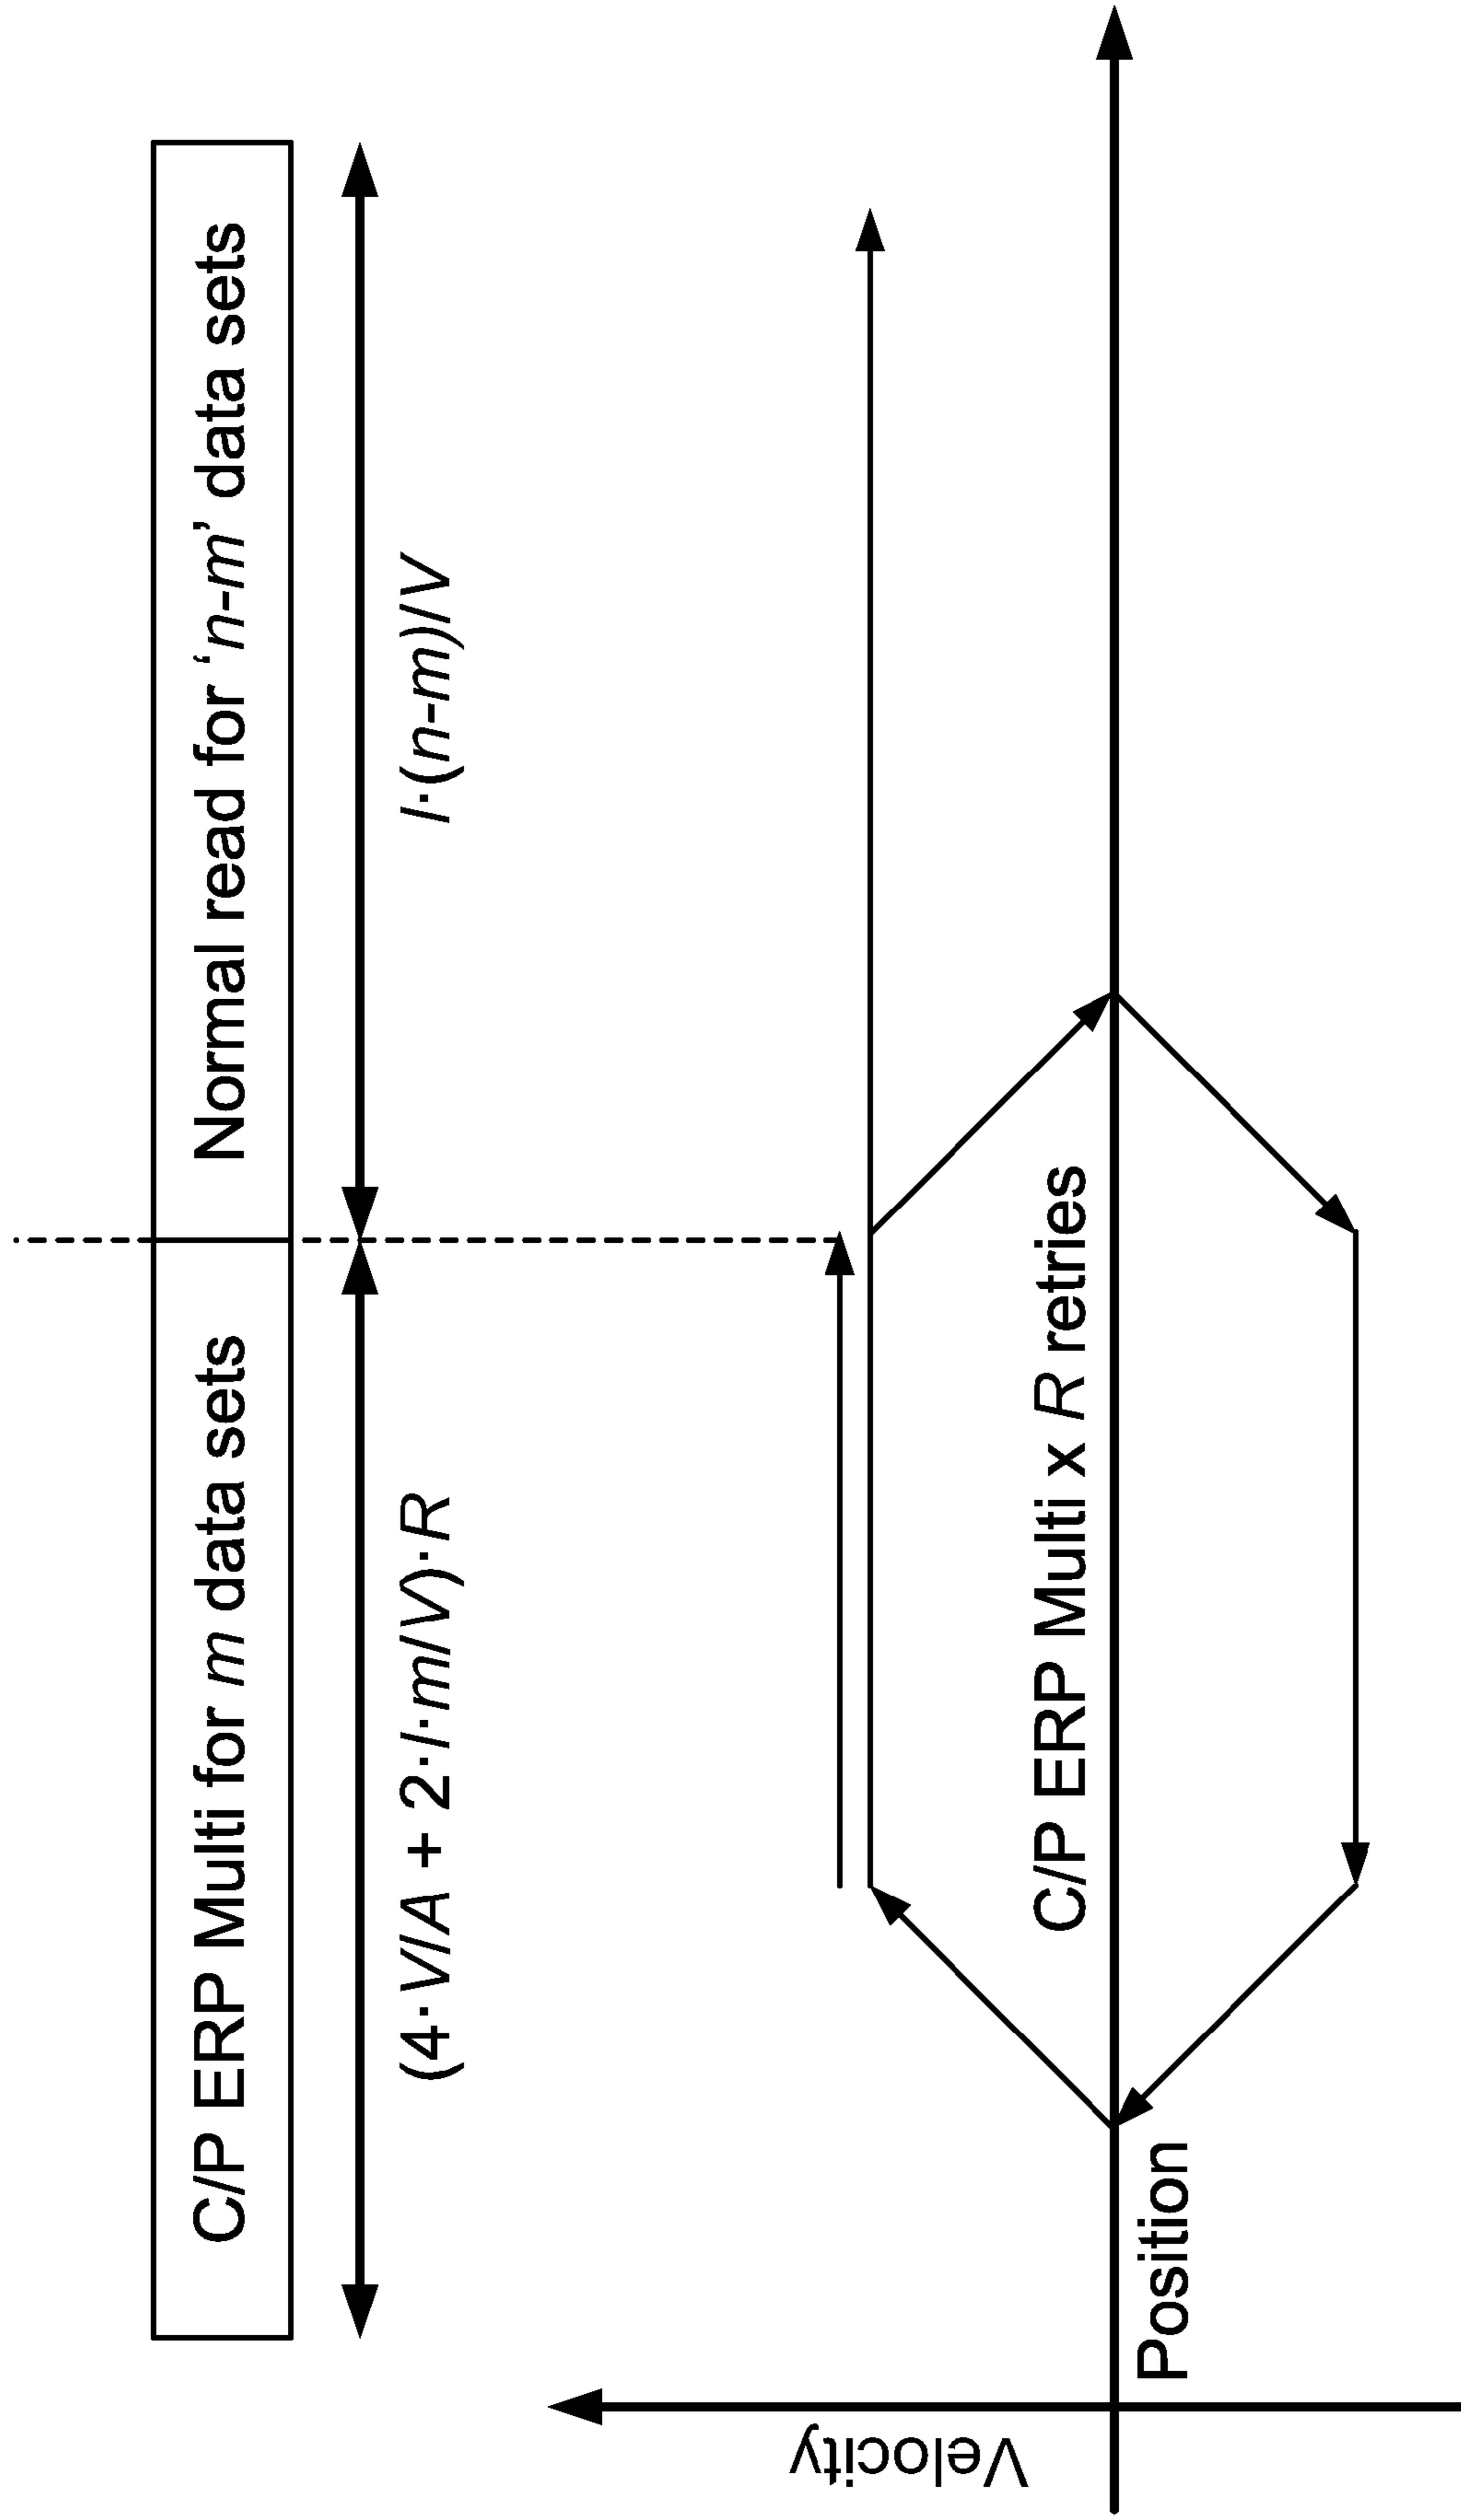 C/P ERP Multi for m data sets
Normal read for ‘n-m’ data sets
(4·V/A + 2·l·m/V)·R
l·(n-m)/V
Velocity
C/P ERP Multi x R retries
Position